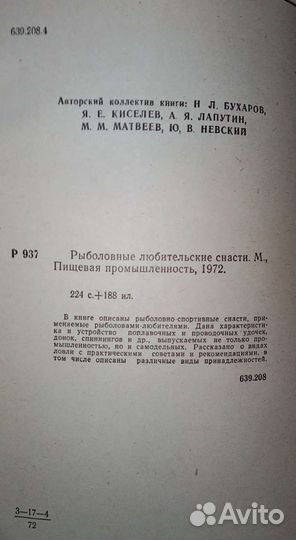 639.208.4
Авторский коллектив книги: Н Л. БУХАРОВ,
Я. Е. КИСЕЛЕВ, А. Я. ЛАПУТИН,
М. М. МАТВЕЕВ, Ю. В. НЕВСКИЙ
Р 937
Рыболовные любительские снасти. М.,
Пищевая промышленность, 1972.
224 с.+188 ил.
В книге описаны рыболовно-спортивные снасти, при-
меняемые рыболовами-любителями. Дана характеристи-
ка и устройство поплавочных и проводочных удочек,
донок, спиннингов и др., выпускаемых не только про-
мышленностью, но и самодельных. Рассказано о видах
ловли с практическими советами и рекомендациями, в
том числе описаны различные виды принадлежностей.
639.208
3—17—4
72
Avito